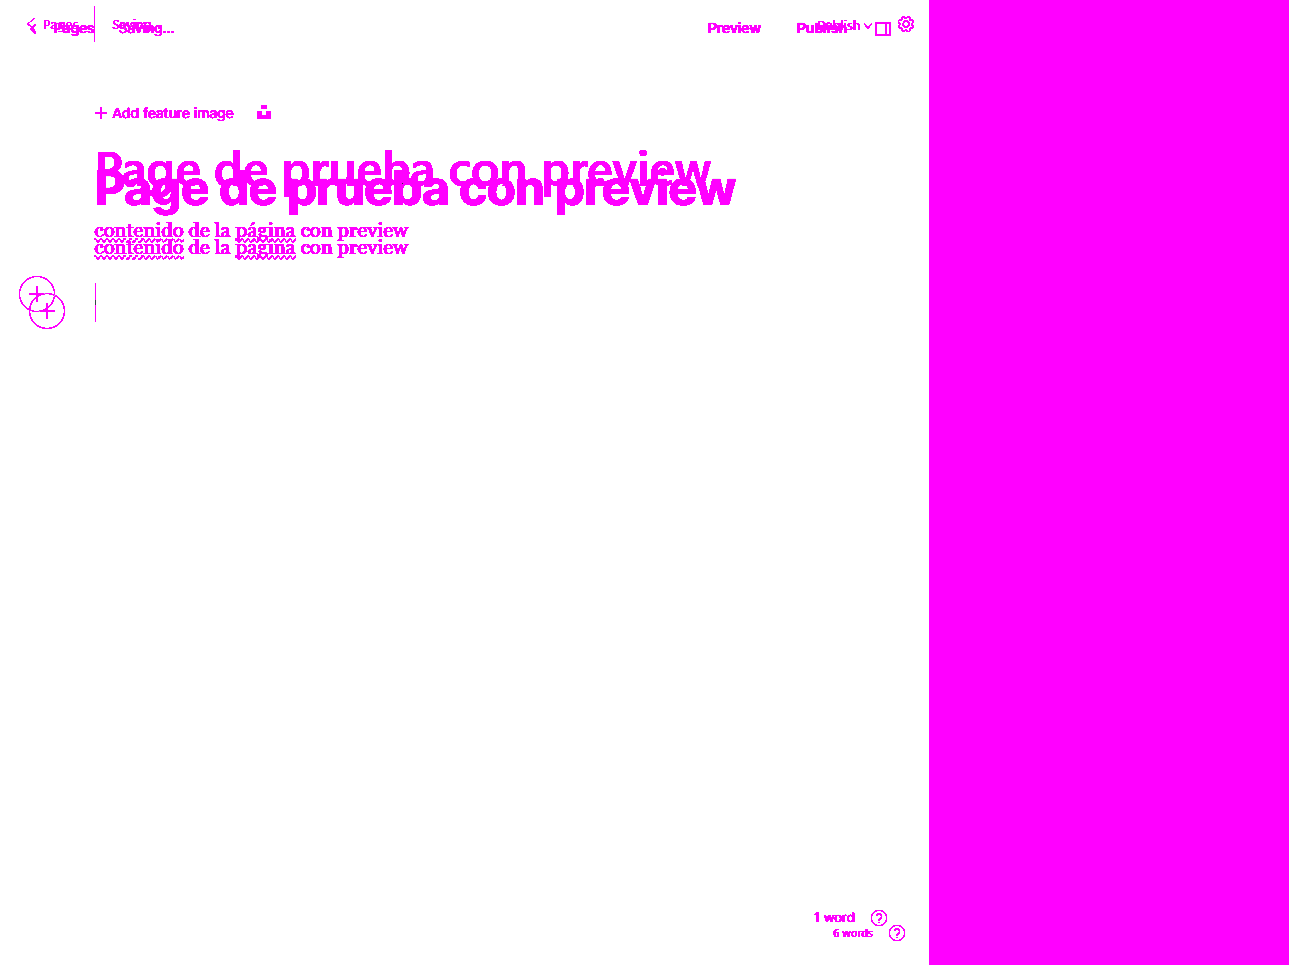 Pages Saving...
Pages Saving... Preview Publish Publish
+ Add feature image
Page de prueba con preview
Page de prueba con preview
contenido de la página con preview
contenido de la página con preview
1 word
6 words